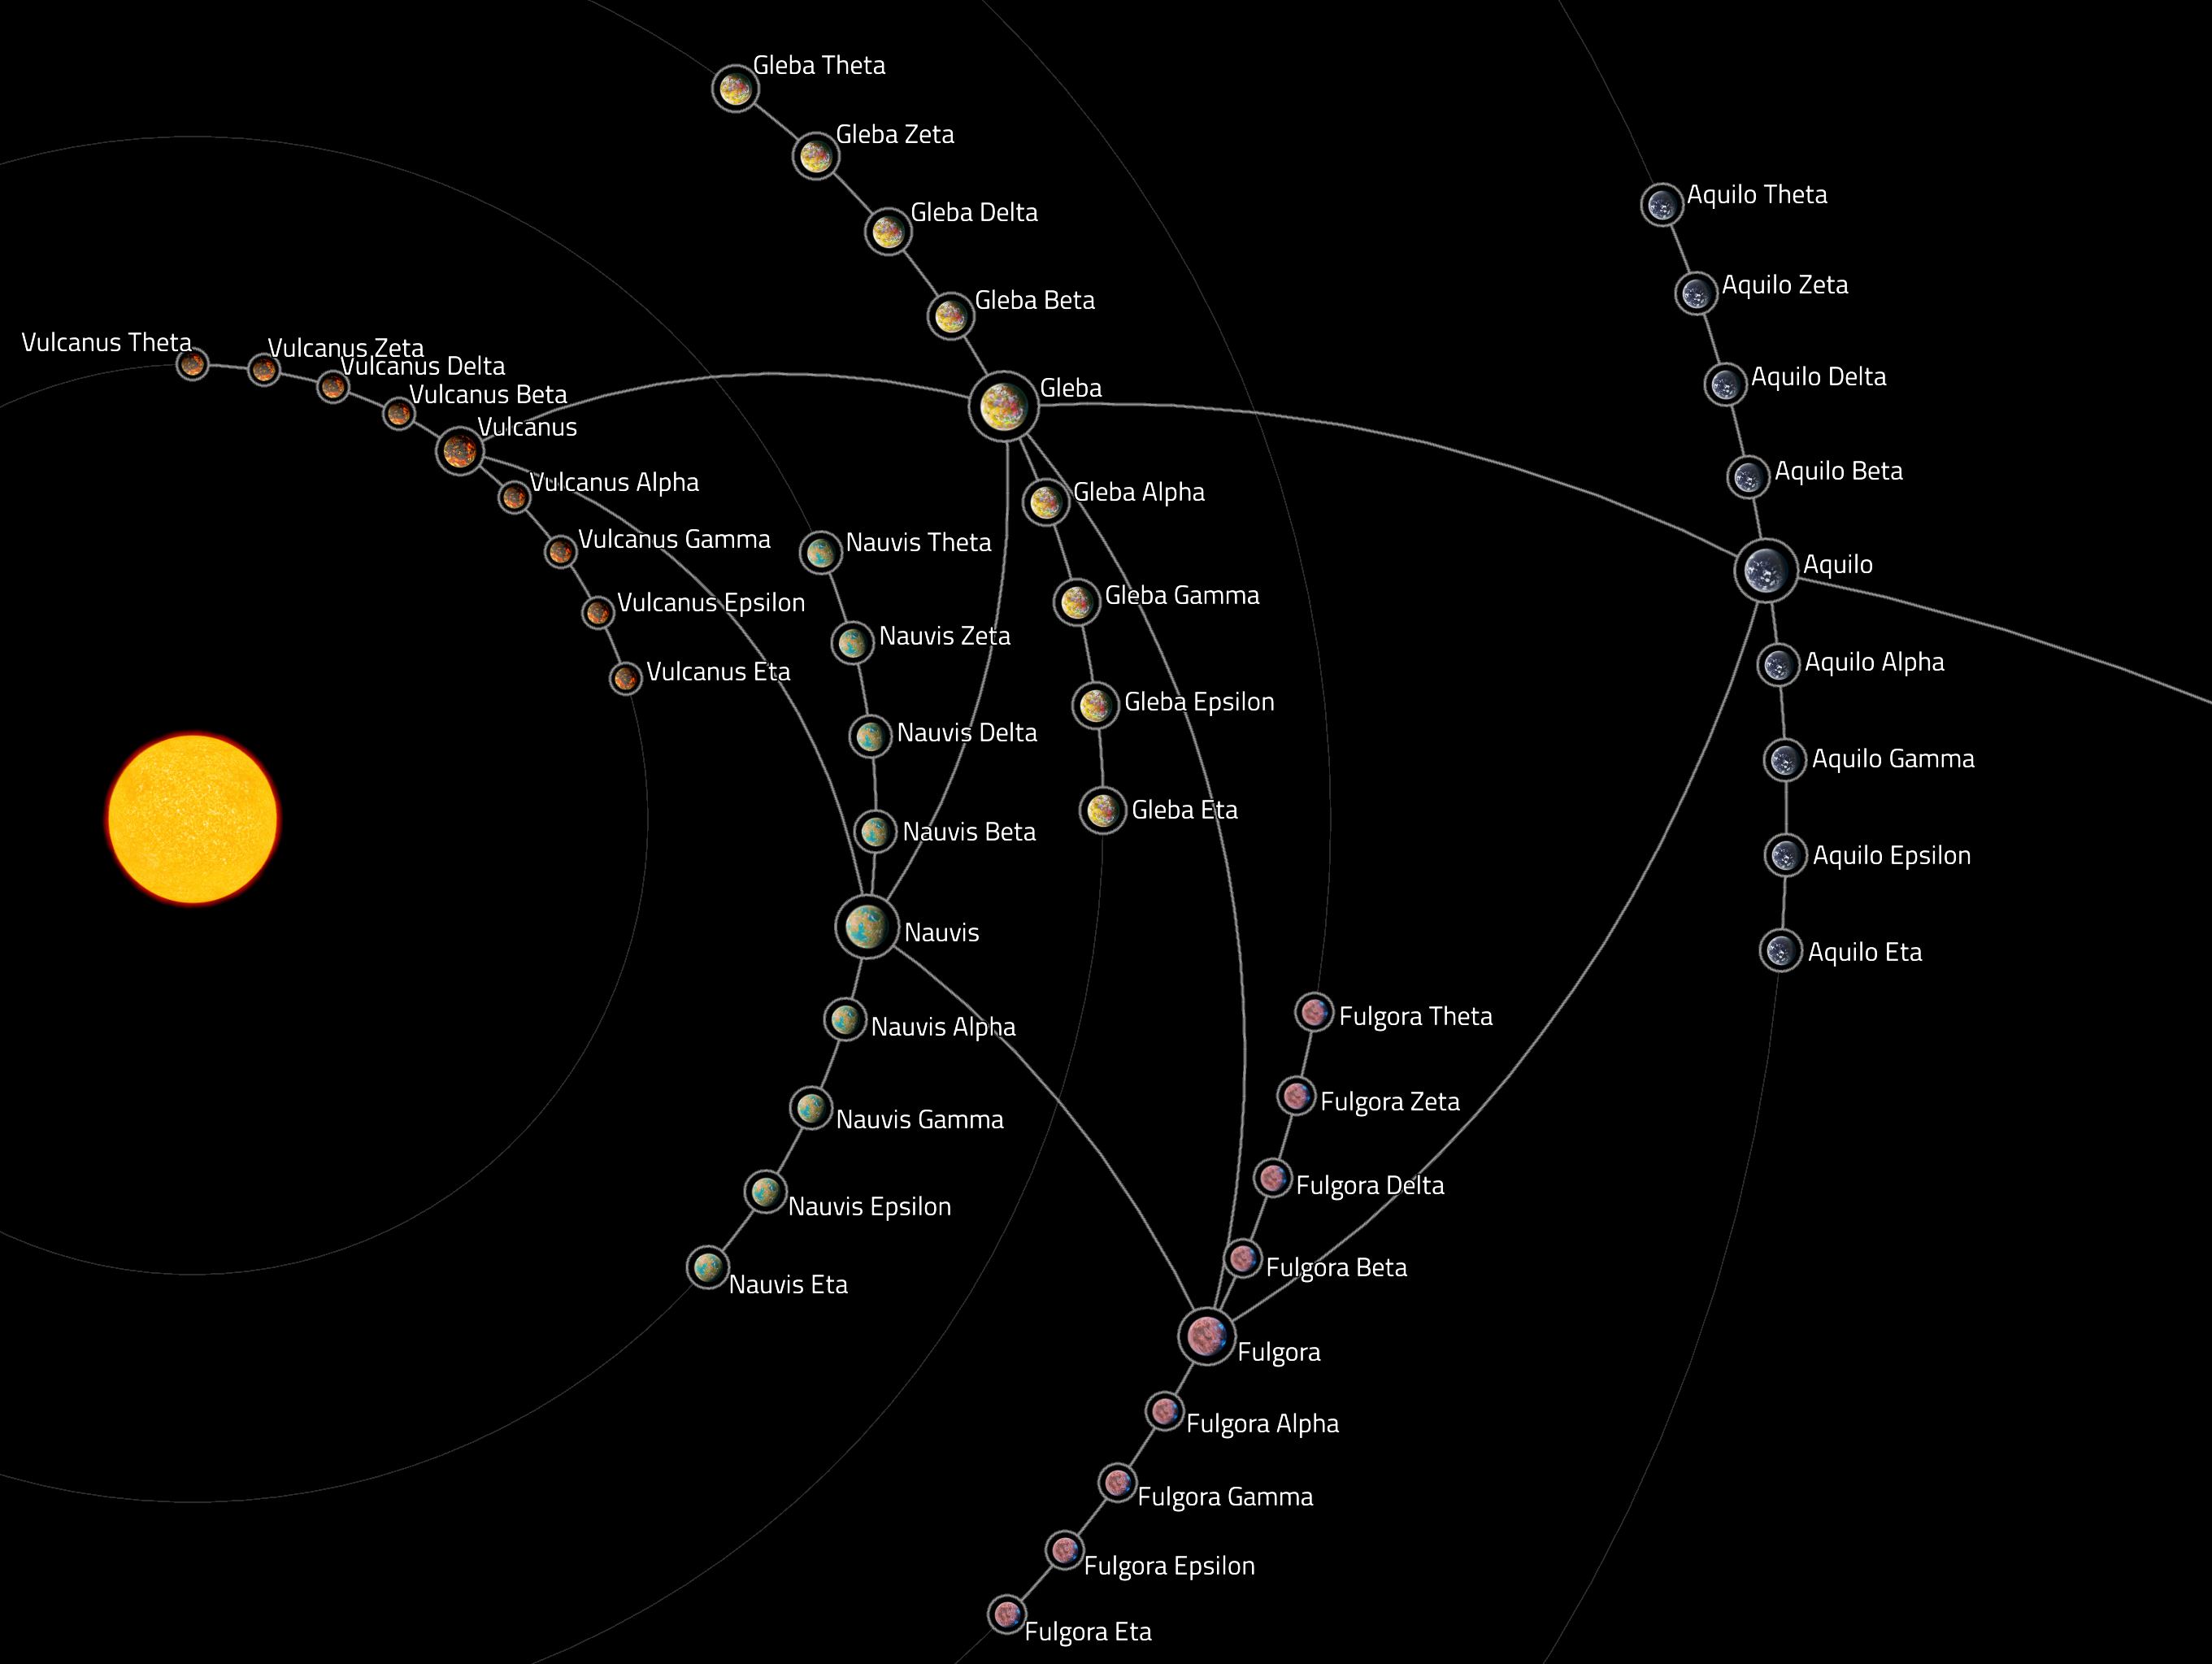 Gleba Theta
Gleba Zeta
Gleba Delta
Gleba Beta
Gleba
Gleba Alpha
Gleba Gamma
Gleba Epsilon
Gleba Eta
Vulcanus Theta
Vulcanus Zeta
Vulcanus Delta
Vulcanus Beta
Vulcanus
Vulcanus Alpha
Vulcanus Gamma
Vulcanus Epsilon
Vulcanus Eta
Nauvis Theta
Nauvis Zeta
Nauvis Delta
Nauvis Beta
Nauvis
Nauvis Alpha
Nauvis Gamma
Nauvis Epsilon
Nauvis Eta
Aquilo Theta
Aquilo Zeta
Aquilo Delta
Aquilo Beta
Aquilo
Aquilo Alpha
Aquilo Gamma
Aquilo Epsilon
Aquilo Eta
Fulgora Theta
Fulgora Zeta
Fulgora Delta
Fulgora Beta
Fulgora
Fulgora Alpha
Fulgora Gamma
Fulgora Epsilon
Fulgora Eta